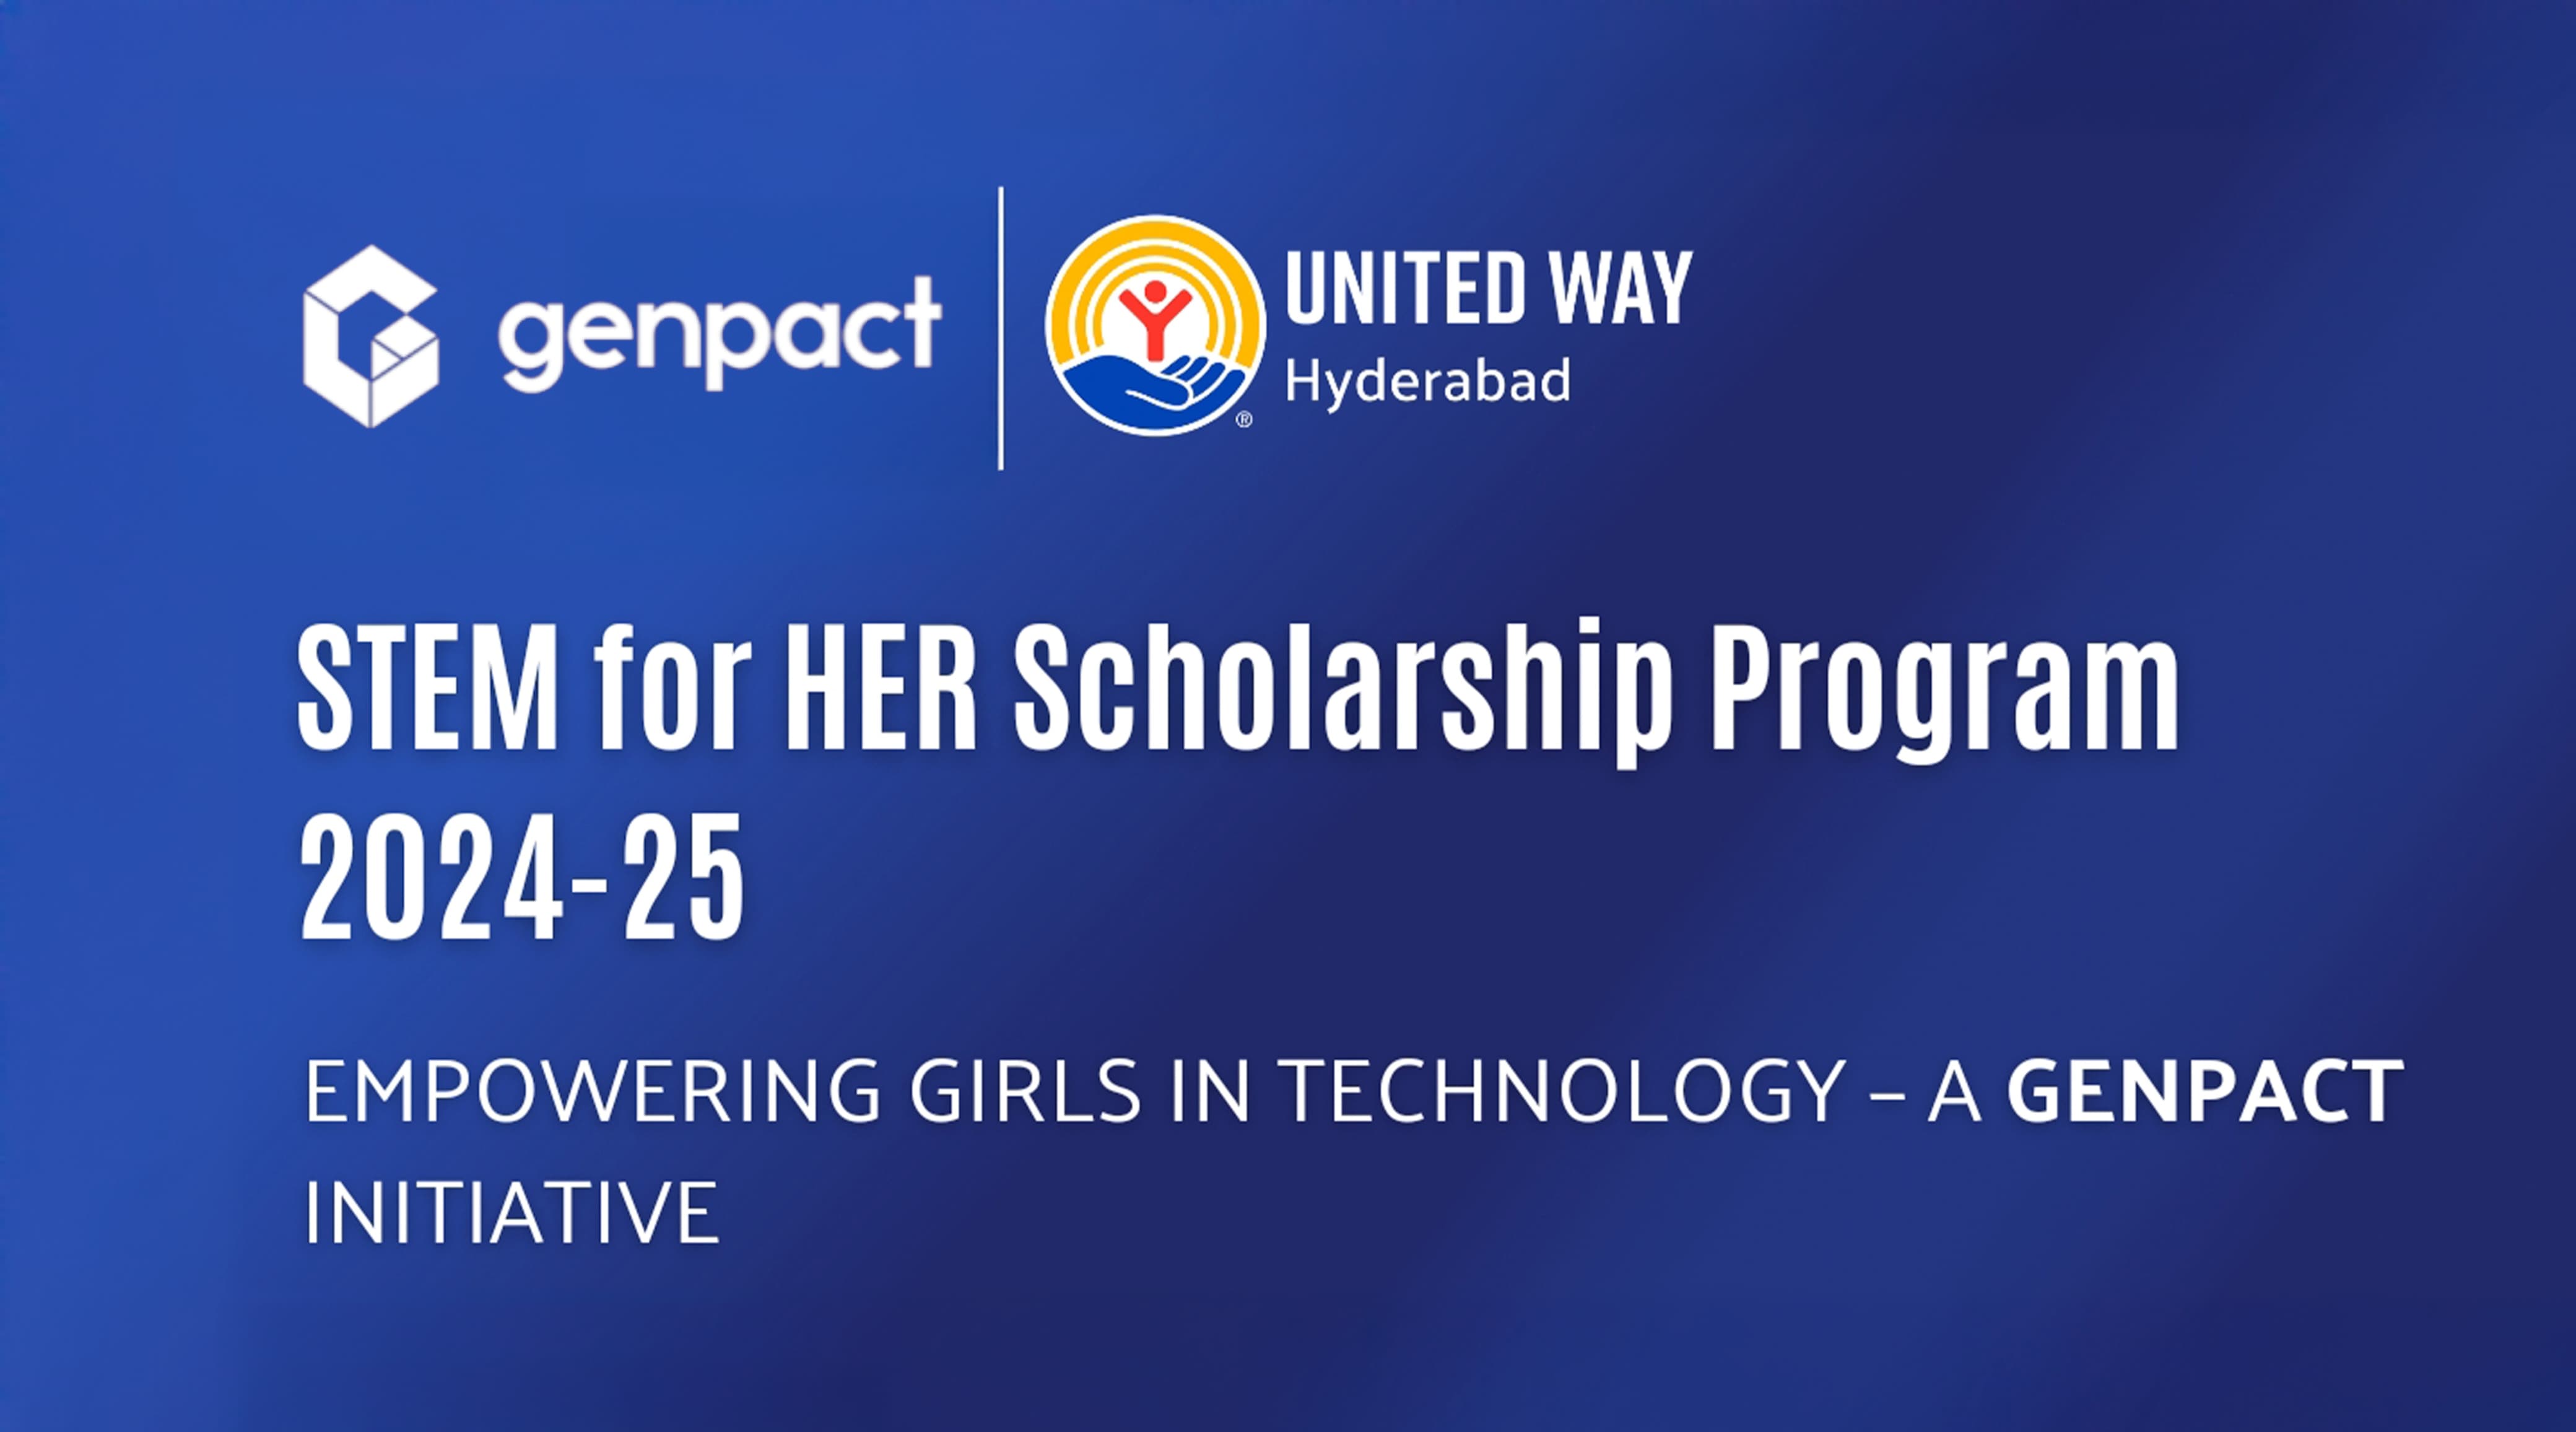 genpact
UNITED WAY
Hyderabad
®
STEM for HER Scholarship Program
2024-25
EMPOWERING GIRLS IN TECHNOLOGY – A GENPACT
INITIATIVE